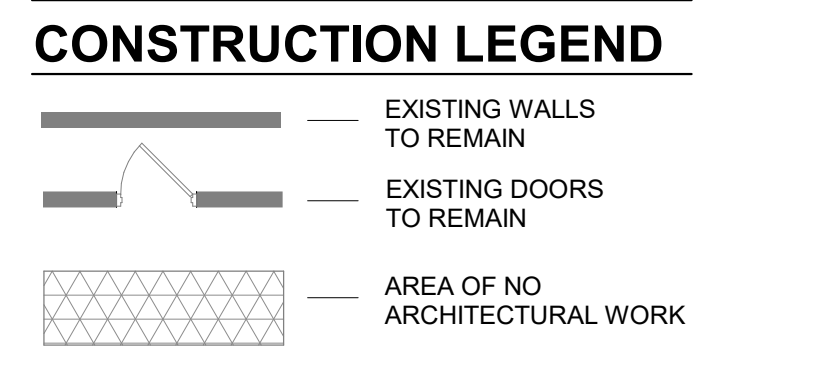 CONSTRUCTION LEGEND
EXISTING WALLS
TO REMAIN
EXISTING DOORS
TO REMAIN
AREA OF NO
ARCHITECTURAL WORK